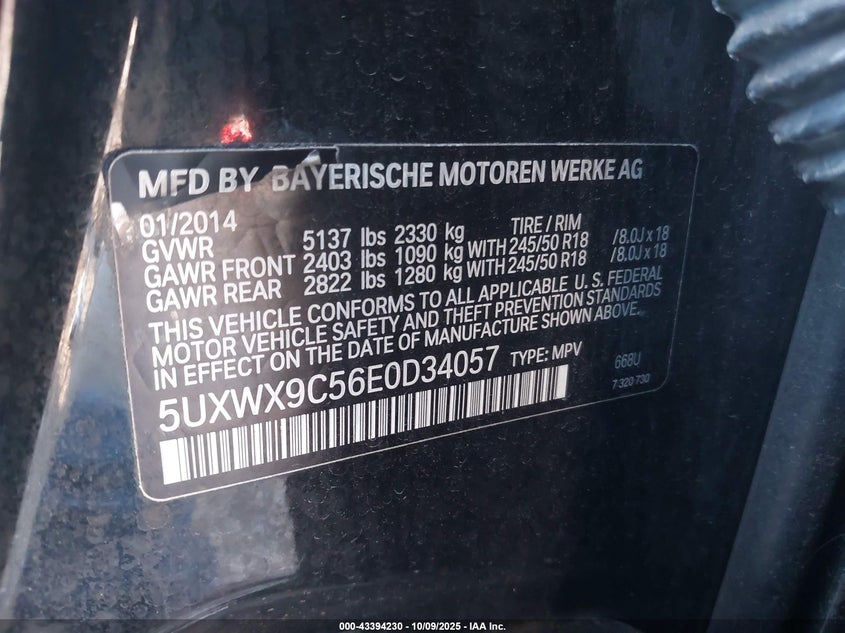 MFD BY BAYERISCHE MOTOREN WERKE AG
01/2014 TIRE / RIM
GVWR 5137 lbs 2330 kg
GAWR FRONT 2403 lbs 1090 kg WITH 245/50 R18 /8.0J x 18
GAWR REAR 2822 lbs 1280 kg WITH 245/50 R18 /8.0J x 18
THIS VEHICLE CONFORMS TO ALL APPLICABLE U. S. FEDERAL
MOTOR VEHICLE SAFETY AND THEFT PREVENTION STANDARDS
IN EFFECT ON THE DATE OF MANUFACTURE SHOWN ABOVE.
5UXWX9C56E0D34057 TYPE: MPV 668U
7 320 730
000-43394230 - 10/09/2025 - IAA Inc.